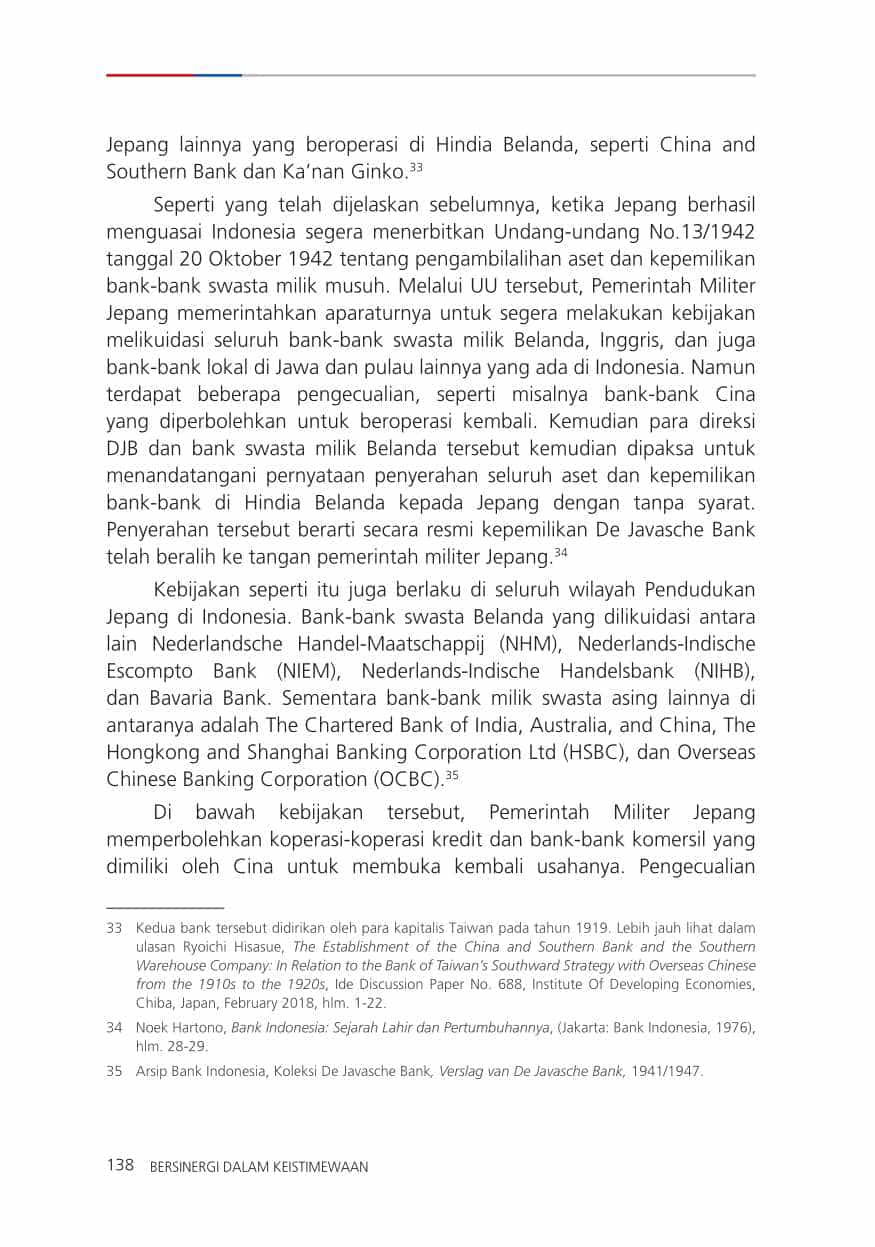 Jepang lainnya yang beroperasi di Hindia Belanda, seperti China and
Southern Bank dan Ka’nan Ginko.33
Seperti yang telah dijelaskan sebelumnya, ketika Jepang berhasil
menguasai Indonesia segera menerbitkan Undang-undang No.13/1942
tanggal 20 Oktober 1942 tentang pengambilalihan aset dan kepemilikan
bank-bank swasta milik musuh. Melalui UU tersebut, Pemerintah Militer
Jepang memerintahkan aparaturnya untuk segera melakukan kebijakan
melikuidasi seluruh bank-bank swasta milik Belanda, Inggris, dan juga
bank-bank lokal di Jawa dan pulau lainnya yang ada di Indonesia. Namun
terdapat beberapa pengecualian, seperti misalnya bank-bank Cina
yang diperbolehkan untuk beroperasi kembali. Kemudian para direksi
DJB dan bank swasta milik Belanda tersebut kemudian dipaksa untuk
menandatangani pernyataan penyerahan seluruh aset dan kepemilikan
bank-bank di Hindia Belanda kepada Jepang dengan tanpa syarat.
Penyerahan tersebut berarti secara resmi kepemilikan De Javasche Bank
telah beralih ke tangan pemerintah militer Jepang.34
Kebijakan seperti itu juga berlaku di seluruh wilayah Pendudukan
Jepang di Indonesia. Bank-bank swasta Belanda yang dilikuidasi antara
lain Nederlandsche Handel-Maatschappij (NHM), Nederlands-Indische
Escompto Bank (NIEM), Nederlands-Indische Handelsbank (NIHB),
dan Bavaria Bank. Sementara bank-bank milik swasta asing lainnya di
antaranya adalah The Chartered Bank of India, Australia, and China, The
Hongkong and Shanghai Banking Corporation Ltd (HSBC), dan Overseas
Chinese Banking Corporation (OCBC).35
Di bawah kebijakan tersebut, Pemerintah Militer Jepang
memperbolehkan koperasi-koperasi kredit dan bank-bank komersil yang
dimiliki oleh Cina untuk membuka kembali usahanya. Pengecualian
33 Kedua bank tersebut didirikan oleh para kapitalis Taiwan pada tahun 1919. Lebih jauh lihat dalam
ulasan Ryoichi Hisasue, The Establishment of the China and Southern Bank and the Southern
Warehouse Company: In Relation to the Bank of Taiwan’s Southward Strategy with Overseas Chinese
from the 1910s to the 1920s, Ide Discussion Paper No. 688, Institute Of Developing Economies,
Chiba, Japan, February 2018, hlm. 1-22.
34 Noek Hartono, Bank Indonesia: Sejarah Lahir dan Pertumbuhannya, (Jakarta: Bank Indonesia, 1976),
hlm. 28-29.
35 Arsip Bank Indonesia, Koleksi De Javasche Bank, Verslag van De Javasche Bank, 1941/1947.
138 BERSINERGI DALAM KEISTIMEWAAN